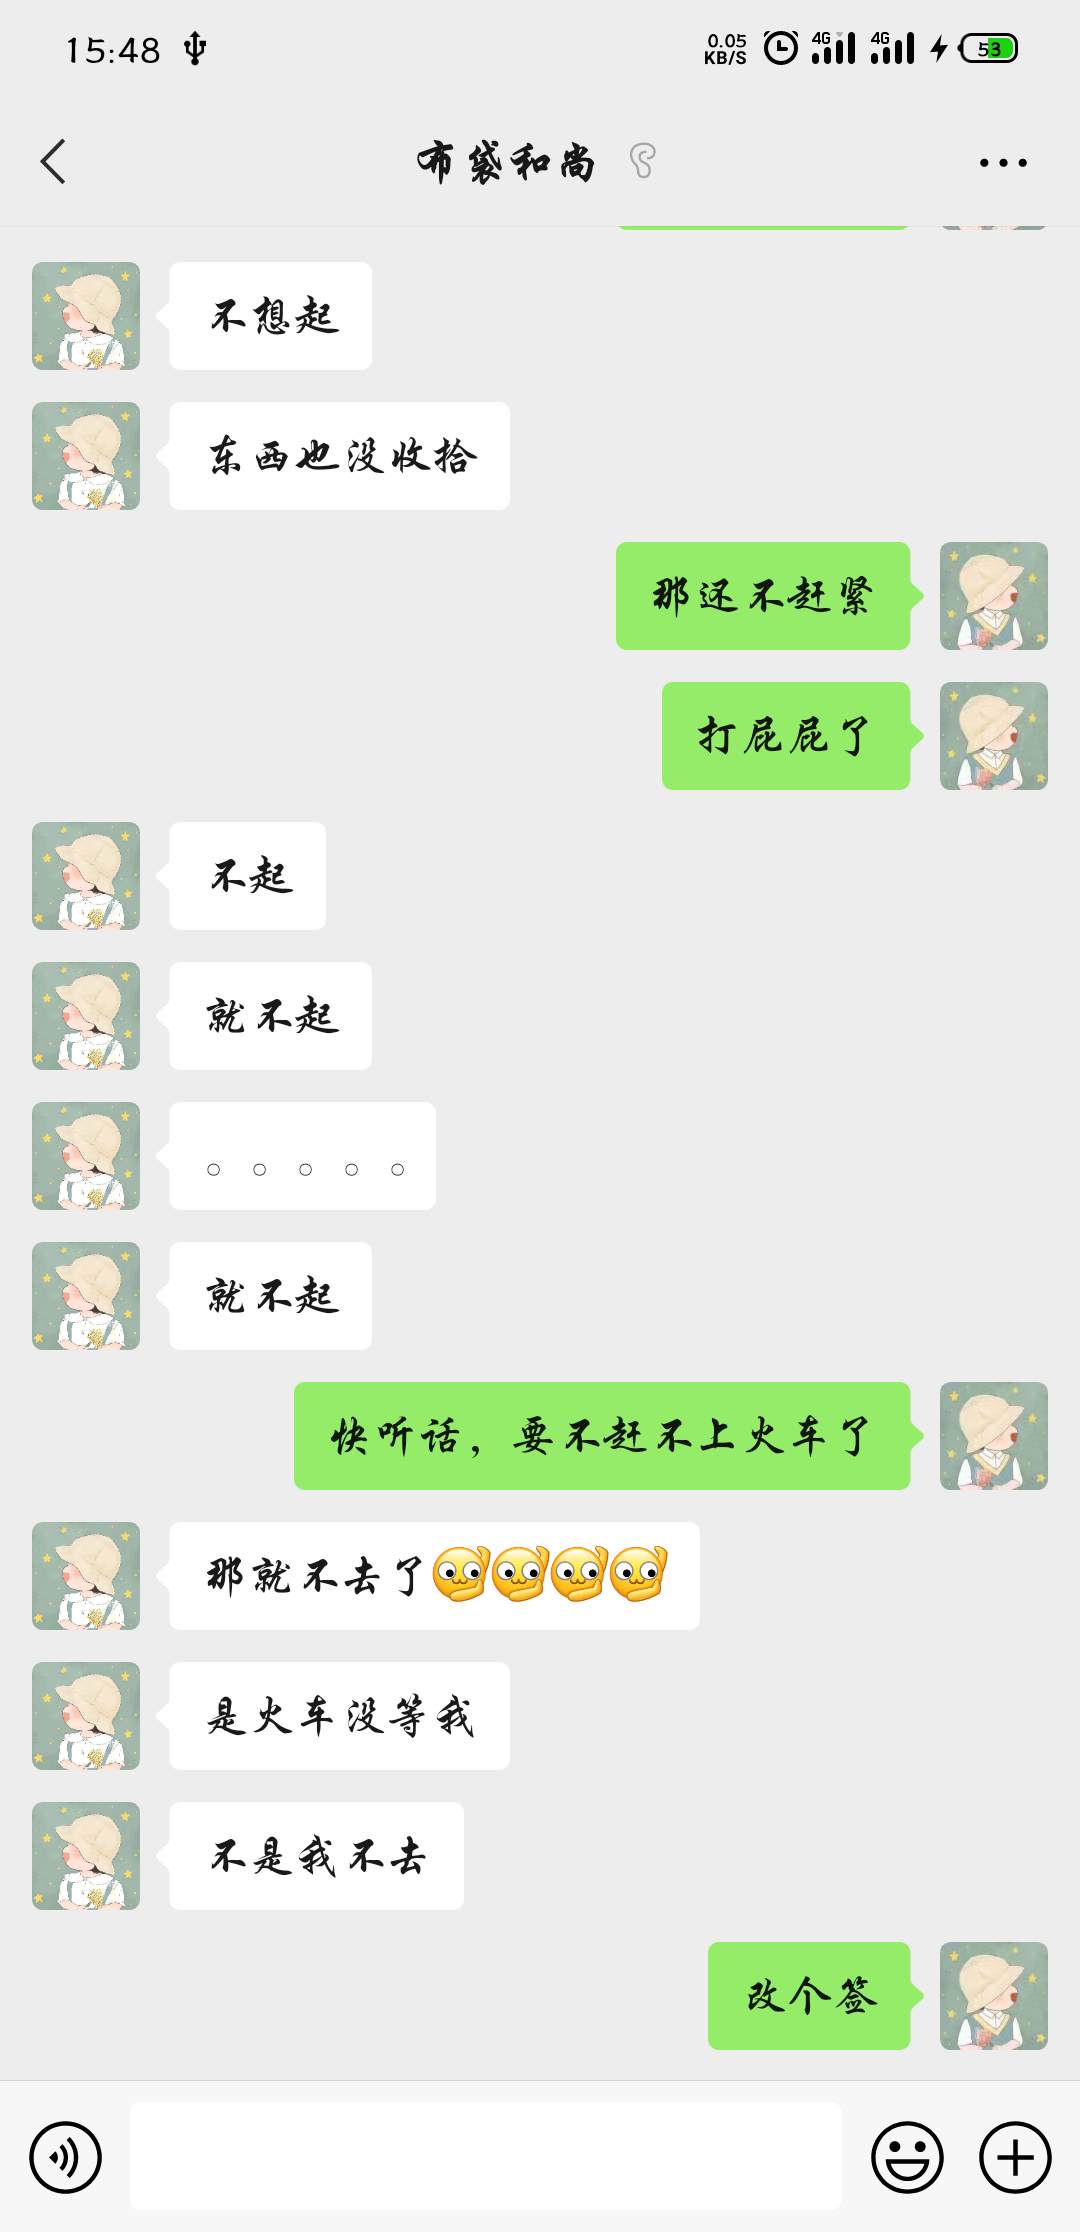 15:48
0.05
KB/S
4G
4G
53
布袋和尚
不想起
东西也没收拾
那还不赶紧
打屁屁了
不起
就不起
。。。。。
就不起
快听话，要不赶不上火车了
那就不去了
是火车没等我
不是我不去
改个签